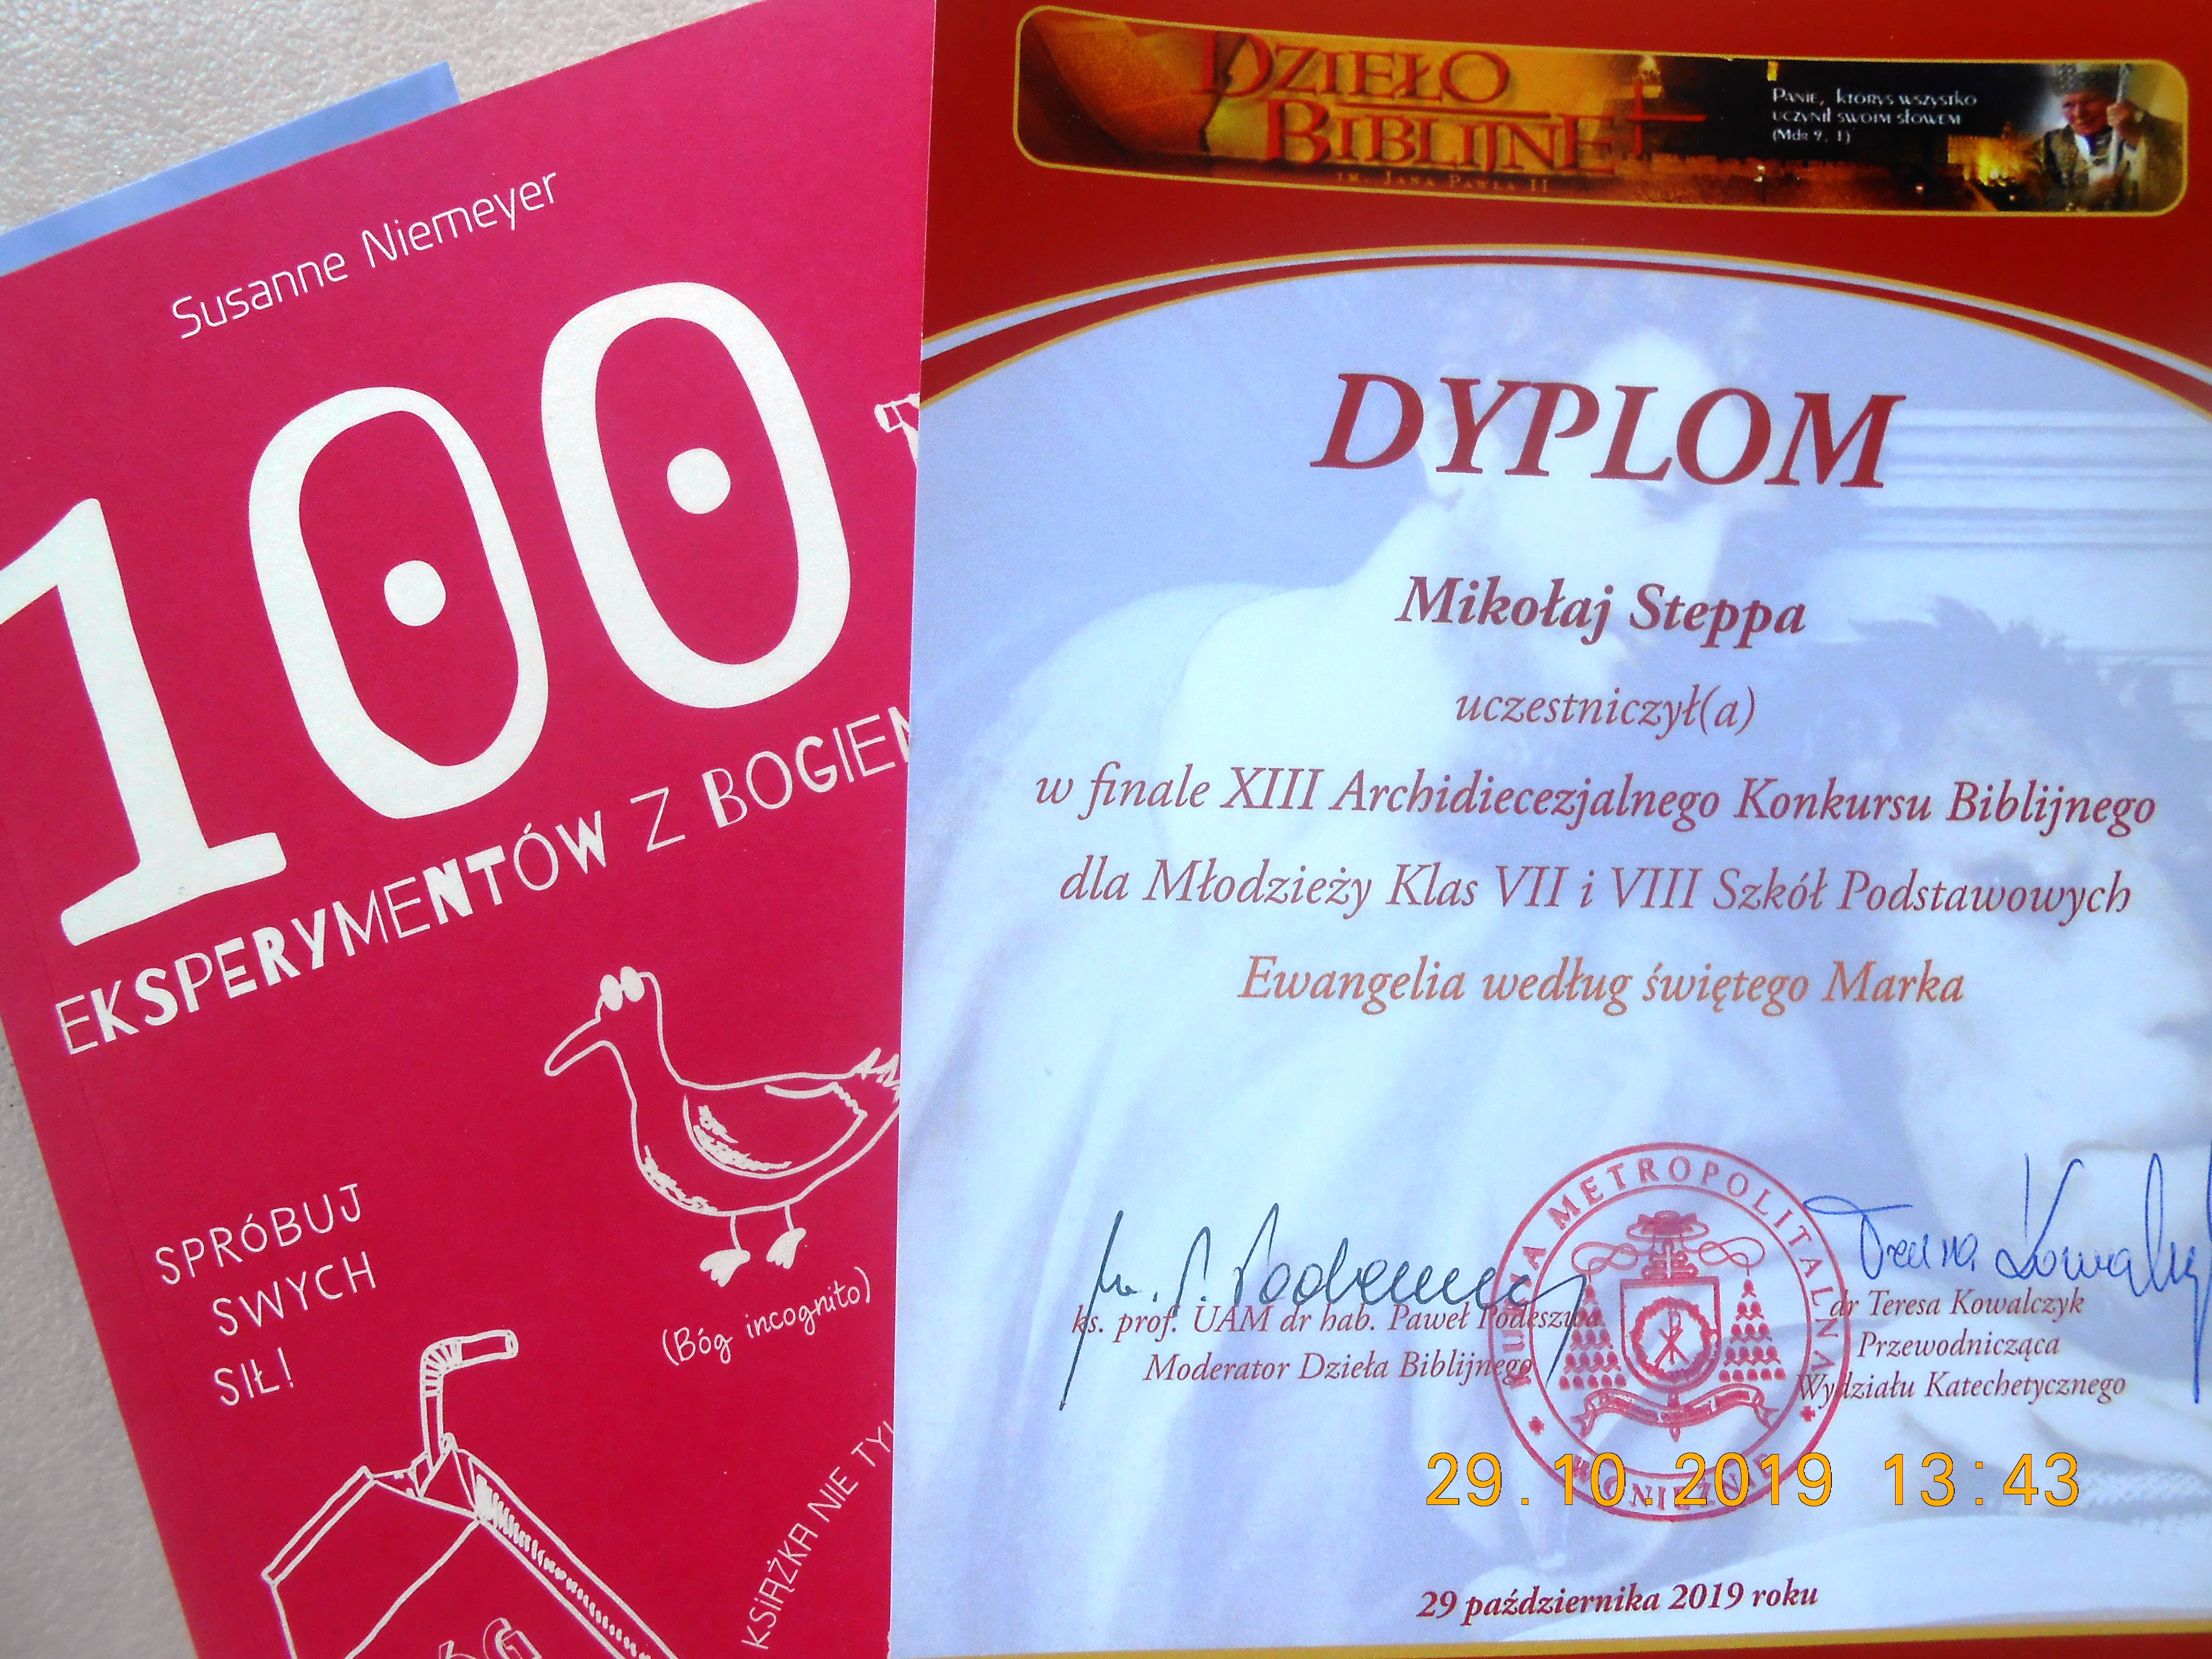 Susanne Niemeyer
100
EKSPERYMENTÓW Z BOGIEM
SPRÓBUJ
SWYCH
SIŁ!
(Bóg incognito)
KSIĄŻKA NIE TYL
DZIEŁO
BIBLIJNE
IM. JANA PAWŁA II
PANIE, KTÓRYŚ WSZYSTKO
UCZYNIŁ SWOIM SŁOWEM
(Mdr 9, 1)
DYPLOM
Mikołaj Steppa
uczestniczył(a)
w finale XIII Archidiecezjalnego Konkursu Biblijnego
dla Młodzieży Klas VII i VIII Szkół Podstawowych
Ewangelia według świętego Marka
ks. prof. UAM dr hab. Paweł Podeszwa
Moderator Dzieła Biblijnego
METROPOLITALNA
dr Teresa Kowalczyk
Przewodnicząca
Wydziału Katechetycznego
29.10.2019 13:43
29 października 2019 roku